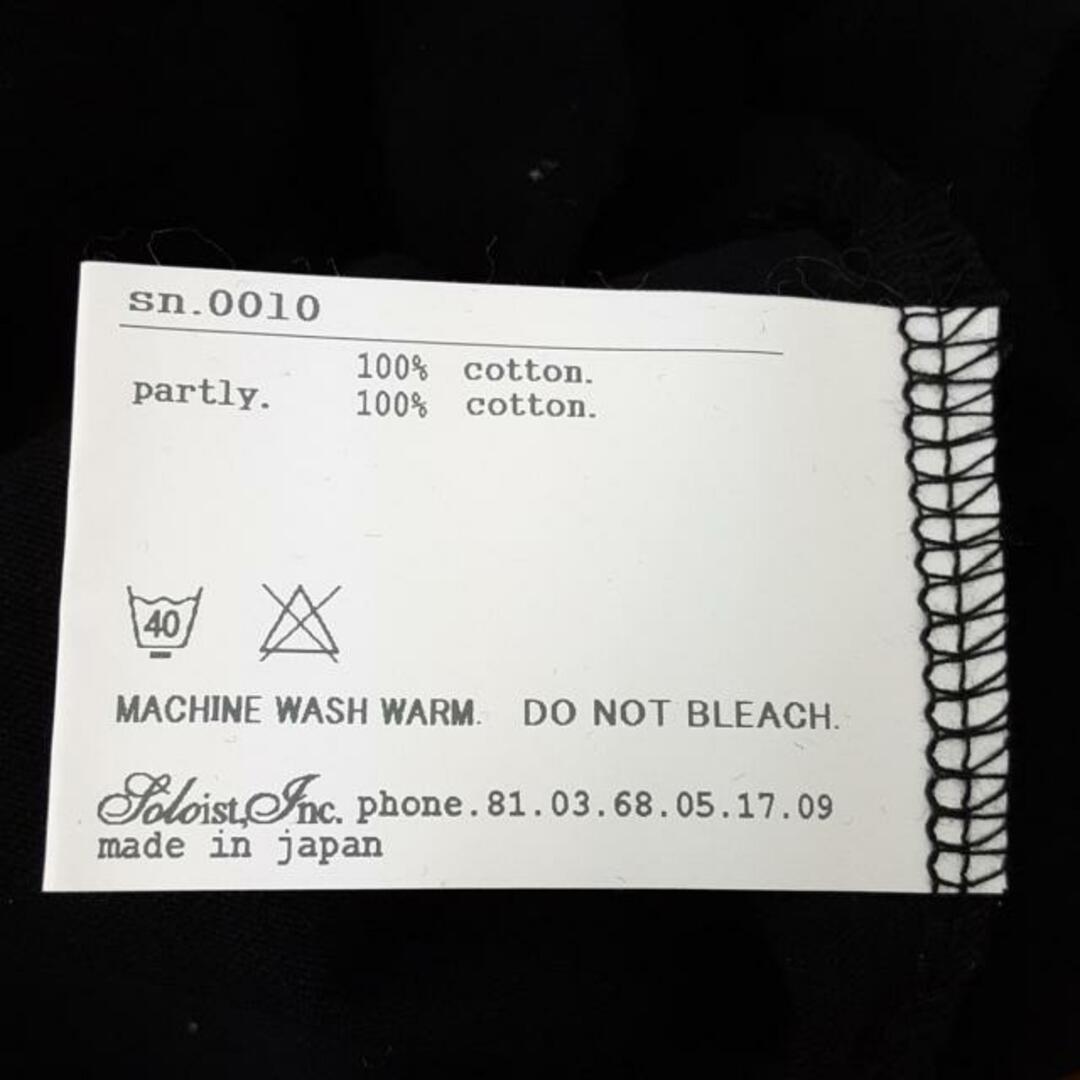 sn.0010
100% cotton.
partly. 100% cotton.
40
MACHINE WASH WARM. DO NOT BLEACH.
Soloist,Inc. phone.81.03.68.05.17.09
made in japan